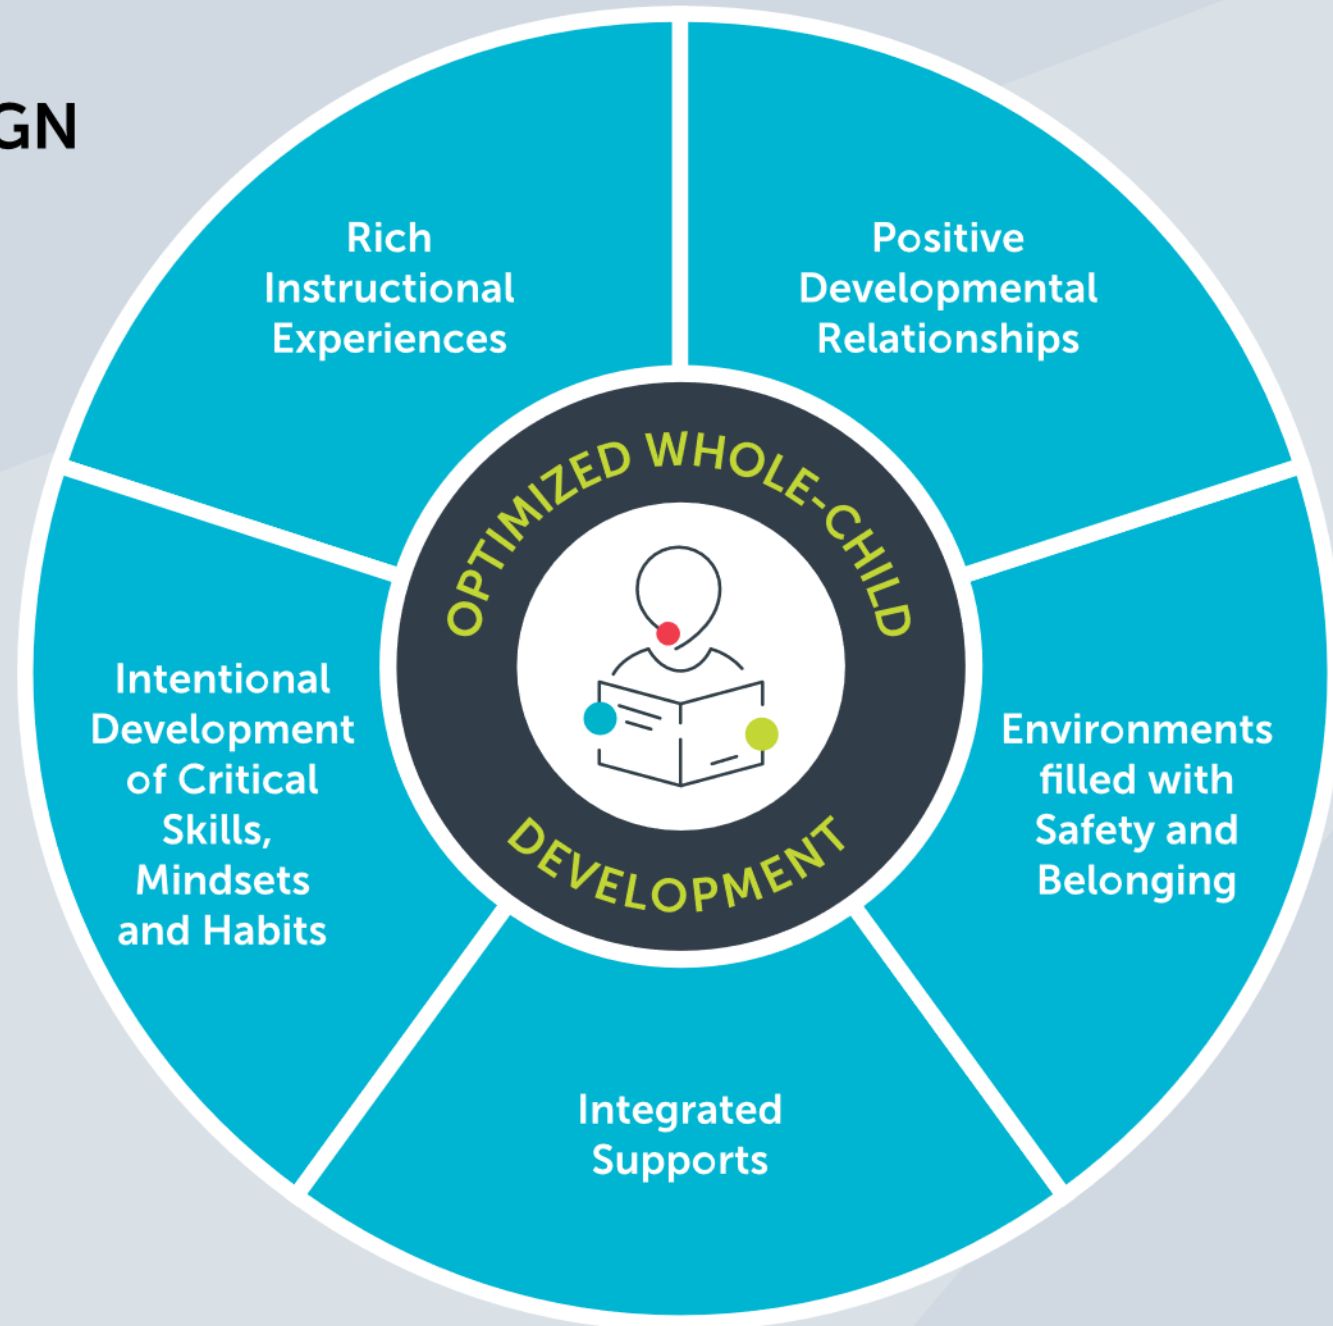 GN
Rich
Instructional
Experiences
Positive
Developmental
Relationships
OPTIMIZED WHOLE-CHILD
DEVELOPMENT
Intentional
Development
of Critical
Skills,
Mindsets
and Habits
Environments
filled with
Safety and
Belonging
Integrated
Supports